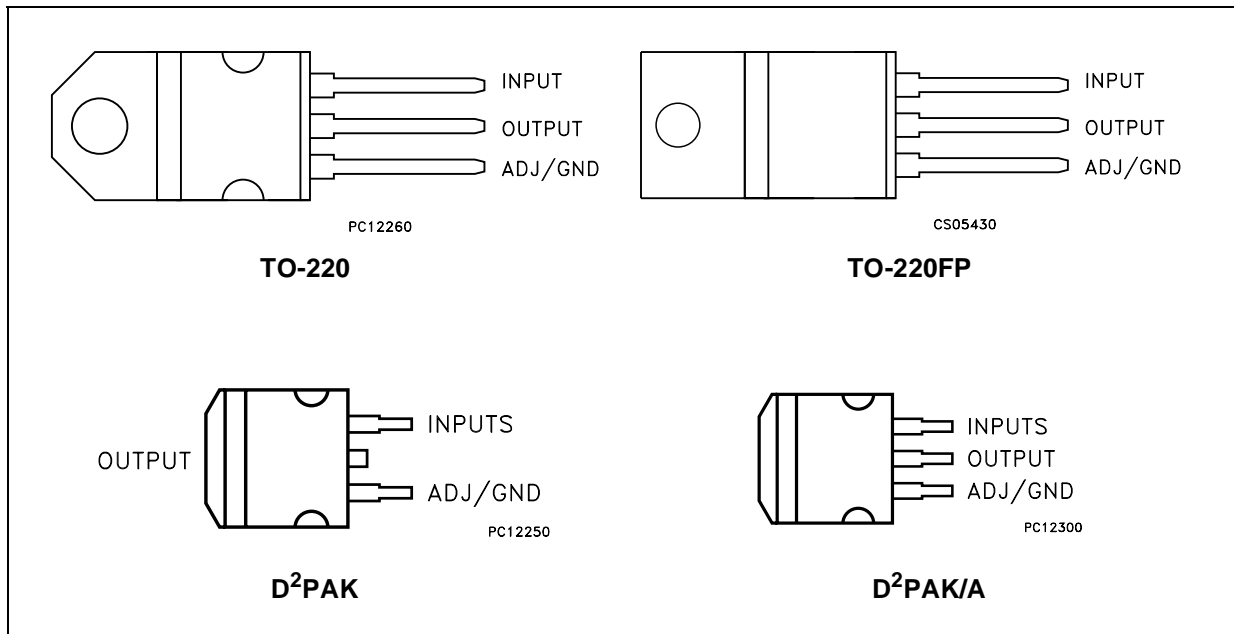 INPUT
OUTPUT
ADJ/GND
PC12260
TO-220
INPUT
OUTPUT
ADJ/GND
CS05430
TO-220FP
OUTPUT
INPUTS
ADJ/GND
PC12250
D²PAK
INPUTS
OUTPUT
ADJ/GND
PC12300
D²PAK/A